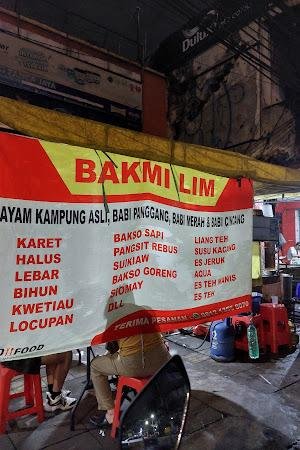 Dulux
BAKMI LIM
AYAM KAMPUNG ASLI, BABI PANGGANG, BABI MERAH & BABI CINCANG
KARET
HALUS
LEBAR
BIHUN
KWETIAU
LOCUPAN
BAKSO SAPI
PANGSIT REBUS
SUIKIAW
BAKSO GORENG
SIOMAY
DLL
LIANG TEH
SUSU KACANG
ES JERUK
AQUA
ES TEH MANIS
ES TEH
TERIMA PESANAN
FOOD